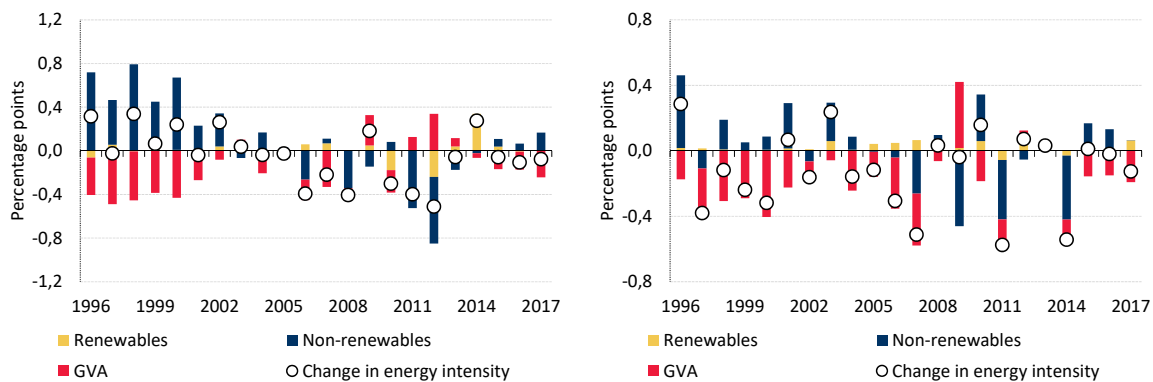 Percentage points
1,2
0,8
0,4
0,0
-0,4
-0,8
-1,2
1996 1999 2002 2005 2008 2011 2014 2017
Renewables Non-renewables
GVA Change in energy intensity
Percentage points
0,8
0,4
0,0
-0,4
-0,8
1996 1999 2002 2005 2008 2011 2014 2017
Renewables Non-renewables
GVA Change in energy intensity